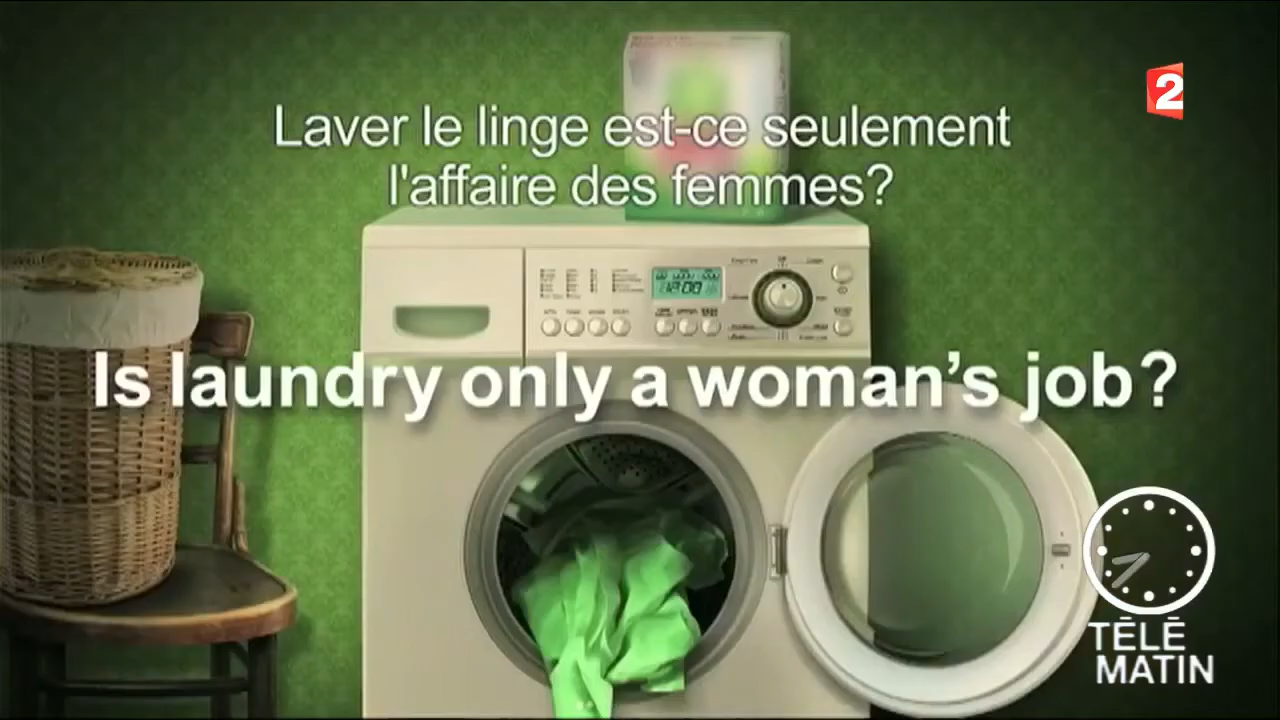 2
Laver le linge est-ce seulement
l'affaire des femmes?
Is laundry only a woman's job?
TÉLÉ
MATIN